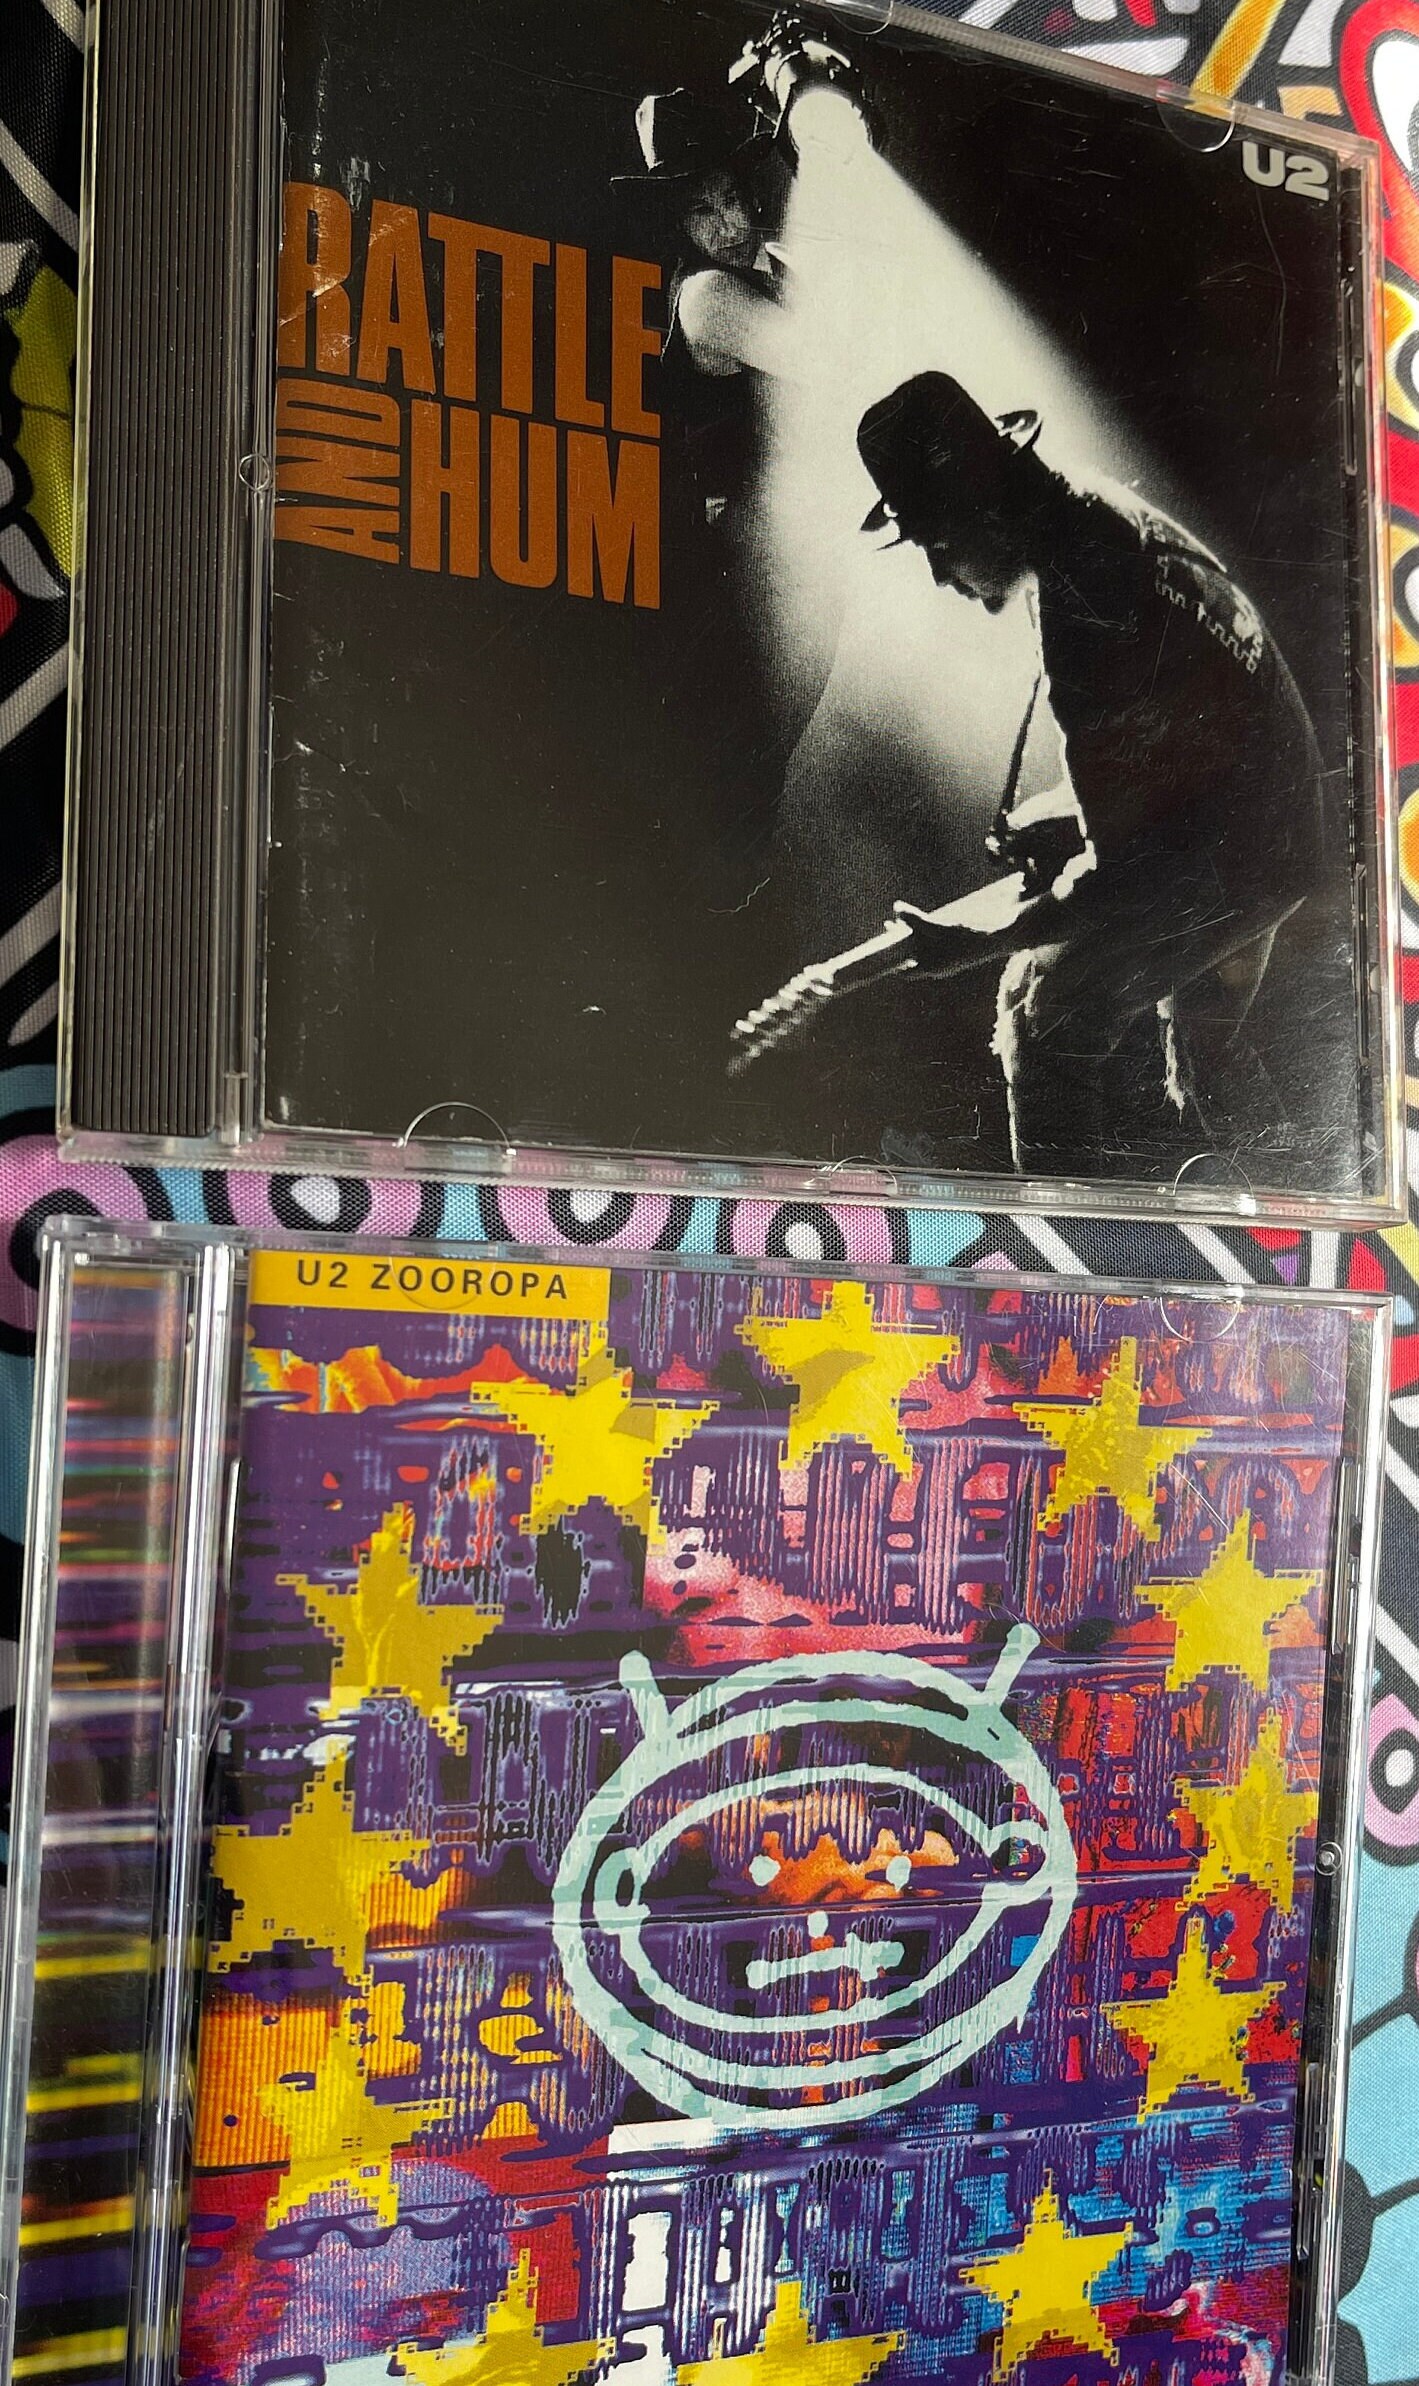 U2
RATTLE
AND HUM
U2 ZOOROPA